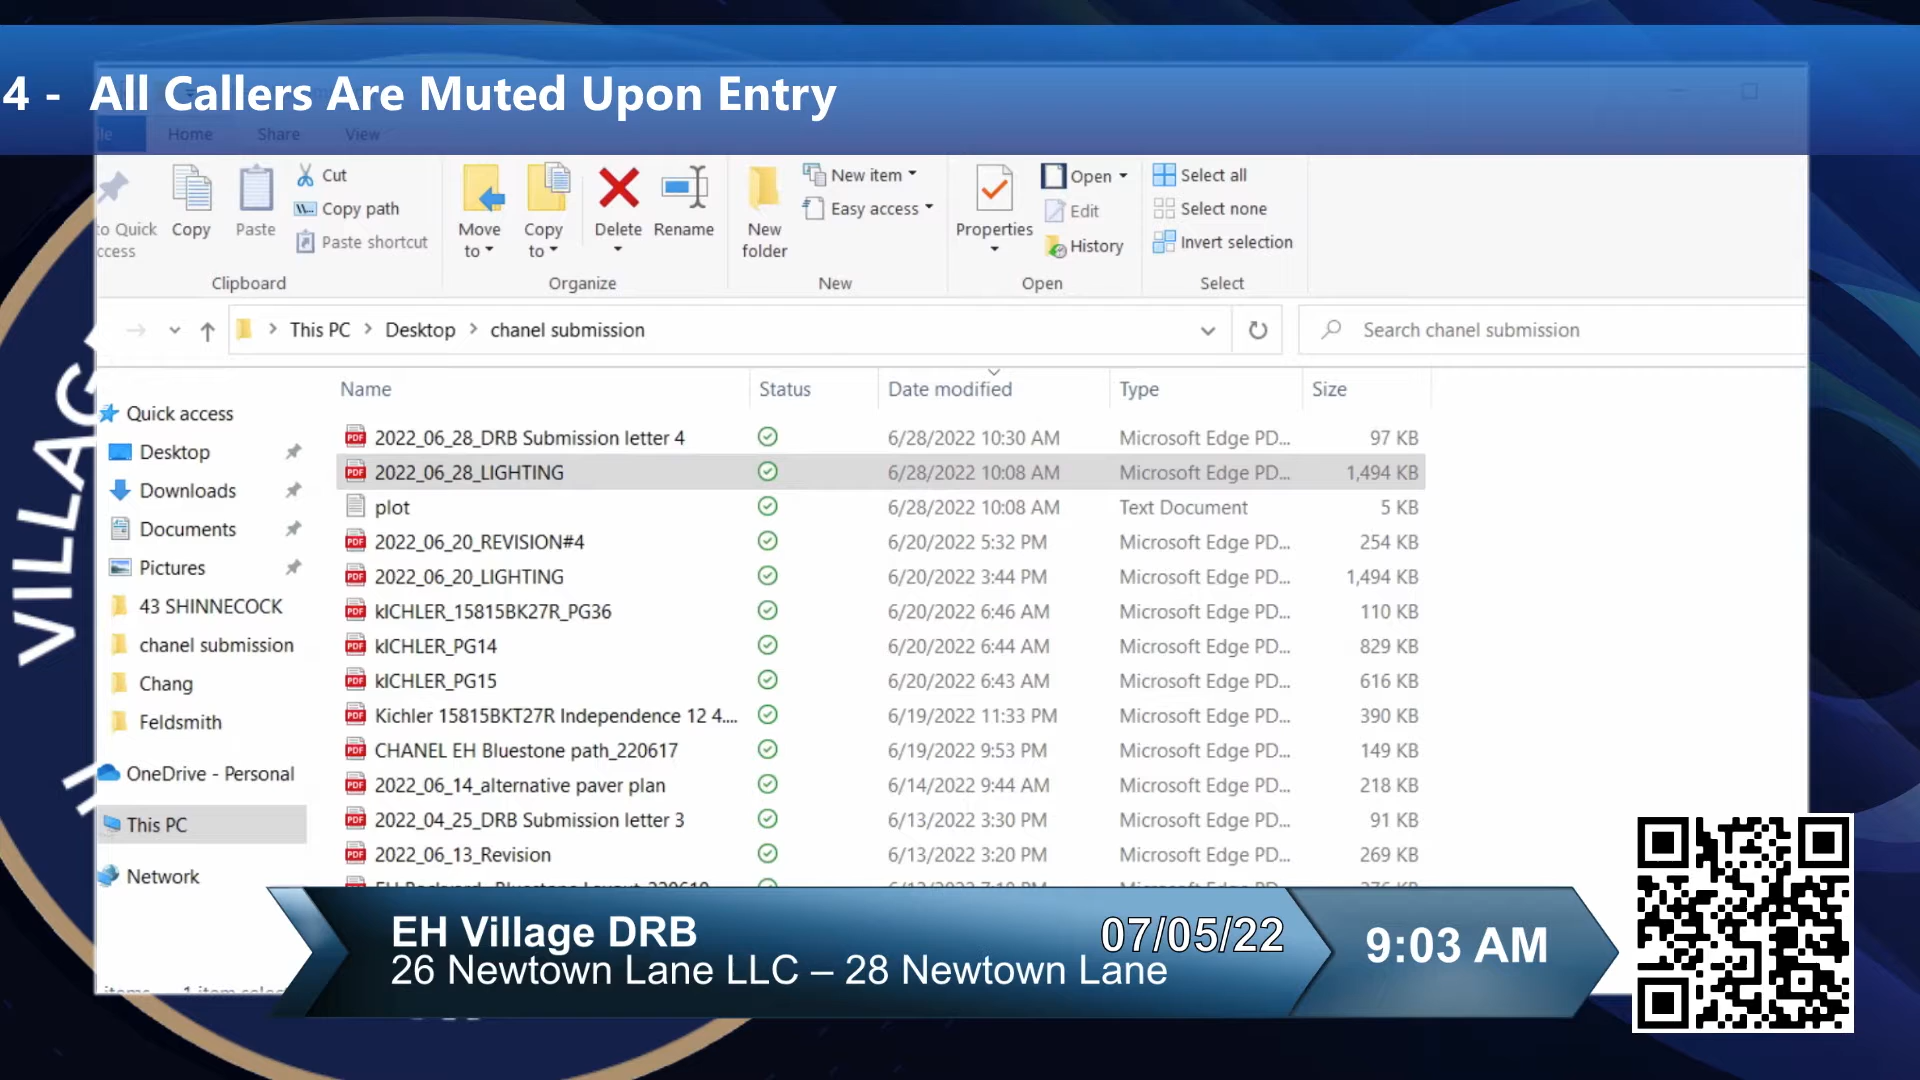 4 - All Callers Are Muted Upon Entry
Home Share View
to Quick
ccess
Copy
Paste
Cut
Copy path
Paste shortcut
Clipboard
Move
to
Copy
to
Delete
Rename
Organize
New
folder
New item
Easy access
New
Properties
Open
Edit
History
Open
Select all
Select none
Invert selection
Select
This PC > Desktop > chanel submission
Search chanel submission
Name Status Date modified Type Size
Quick access
Desktop
Downloads
Documents
Pictures
43 SHINNECOCK
chanel submission
Chang
Feldsmith
OneDrive - Personal
This PC
Network
2022_06_28_DRB Submission letter 4 6/28/2022 10:30 AM Microsoft Edge PD... 97 KB
2022_06_28_LIGHTING 6/28/2022 10:08 AM Microsoft Edge PD... 1,494 KB
plot 6/28/2022 10:08 AM Text Document 5 KB
2022_06_20_REVISION#4 6/20/2022 5:32 PM Microsoft Edge PD... 254 KB
2022_06_20_LIGHTING 6/20/2022 3:44 PM Microsoft Edge PD... 1,494 KB
kICHLER_15815BK27R_PG36 6/20/2022 6:46 AM Microsoft Edge PD... 110 KB
kICHLER_PG14 6/20/2022 6:44 AM Microsoft Edge PD... 829 KB
kICHLER_PG15 6/20/2022 6:43 AM Microsoft Edge PD... 616 KB
Kichler 15815BKT27R Independence 12 4.... 6/19/2022 11:33 PM Microsoft Edge PD... 390 KB
CHANEL EH Bluestone path_220617 6/19/2022 9:53 PM Microsoft Edge PD... 149 KB
2022_06_14_alternative paver plan 6/14/2022 9:44 AM Microsoft Edge PD... 218 KB
2022_04_25_DRB Submission letter 3 6/13/2022 3:30 PM Microsoft Edge PD... 91 KB
2022_06_13_Revision 6/13/2022 3:20 PM Microsoft Edge PD... 269 KB
VILLAG
EH Village DRB
07/05/22
9:03 AM
26 Newtown Lane LLC – 28 Newtown Lane